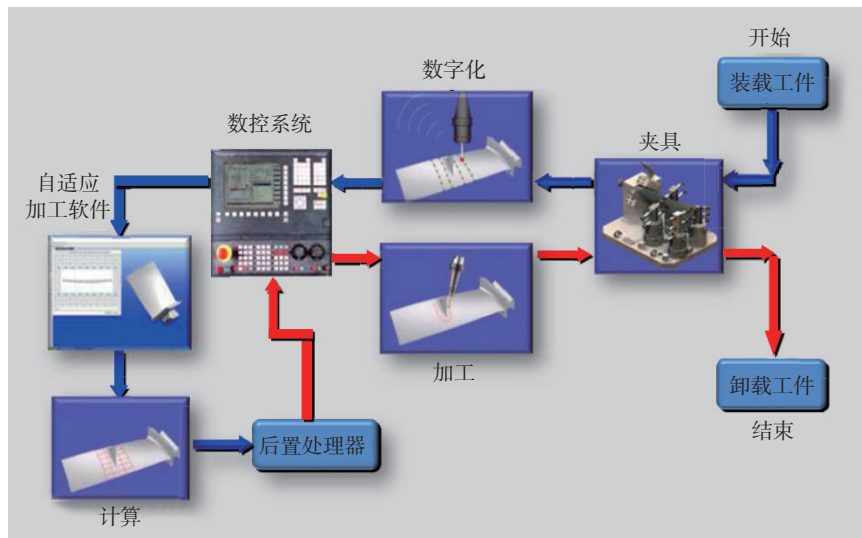 开始
装载工件
数字化
数控系统
夹具
自适应
加工软件
加工
卸载工件
结束
后置处理器
计算